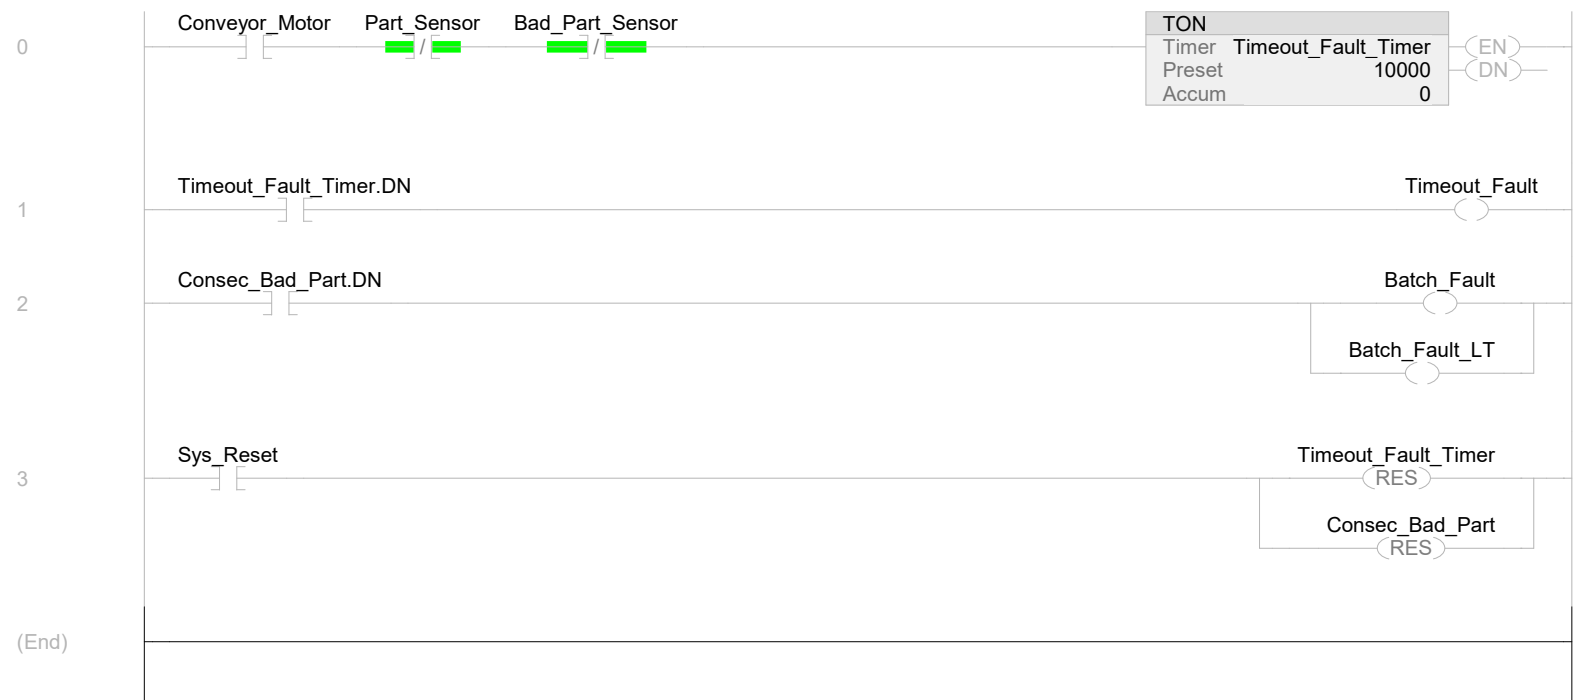 Conveyor_Motor Part_Sensor Bad_Part_Sensor TON
0 / / Timer Timeout_Fault_Timer EN
Preset 10000 DN
Accum 0
Timeout_Fault_Timer.DN Timeout_Fault
1
Consec_Bad_Part.DN Batch_Fault
2
Batch_Fault_LT
Sys_Reset Timeout_Fault_Timer
3 RES
Consec_Bad_Part
RES
(End)